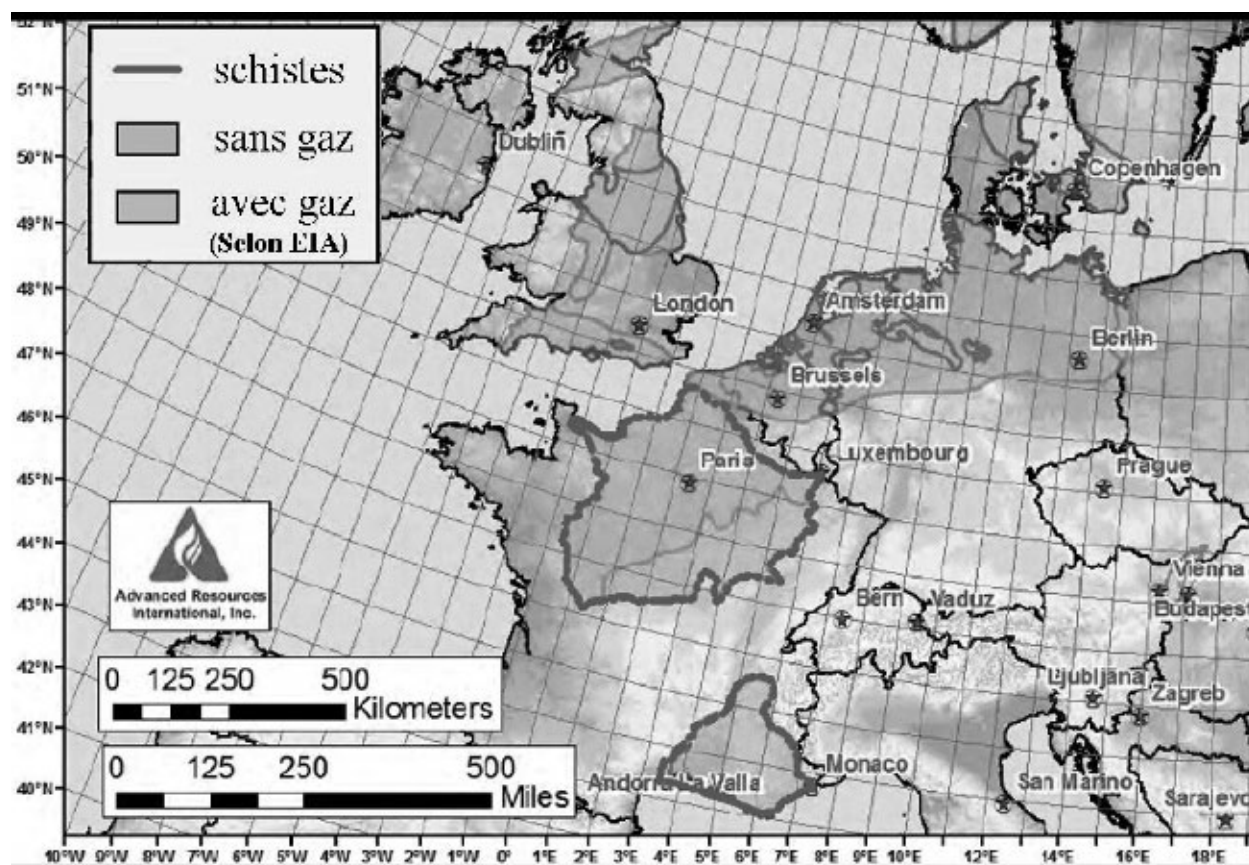 52°N
51°N
50°N
49°N
48°N
47°N
46°N
45°N
44°N
43°N
42°N
41°N
40°N
schistes
sans gaz
avec gaz
(Selon EIA)
Dublin
Copenhagen
London
Amsterdam
Berlin
Brussels
Paris
Luxembourg
Prague
Advanced Resources
International, Inc.
Vienna
Budapest
Bern
Vaduz
Ljubljana
Zagreb
0 125 250 500
Kilometers
0 125 250 500
Miles
Andorra La Valla
Monaco
San Marino
Sarajevo
10°W 9°W 8°W 7°W 6°W 5°W 4°W 3°W 2°W 1°W 0° 1°E 2°E 3°E 4°E 5°E 6°E 7°E 8°E 9°E 10°E 12°E 14°E 15°E 16°E 17°E 18°E